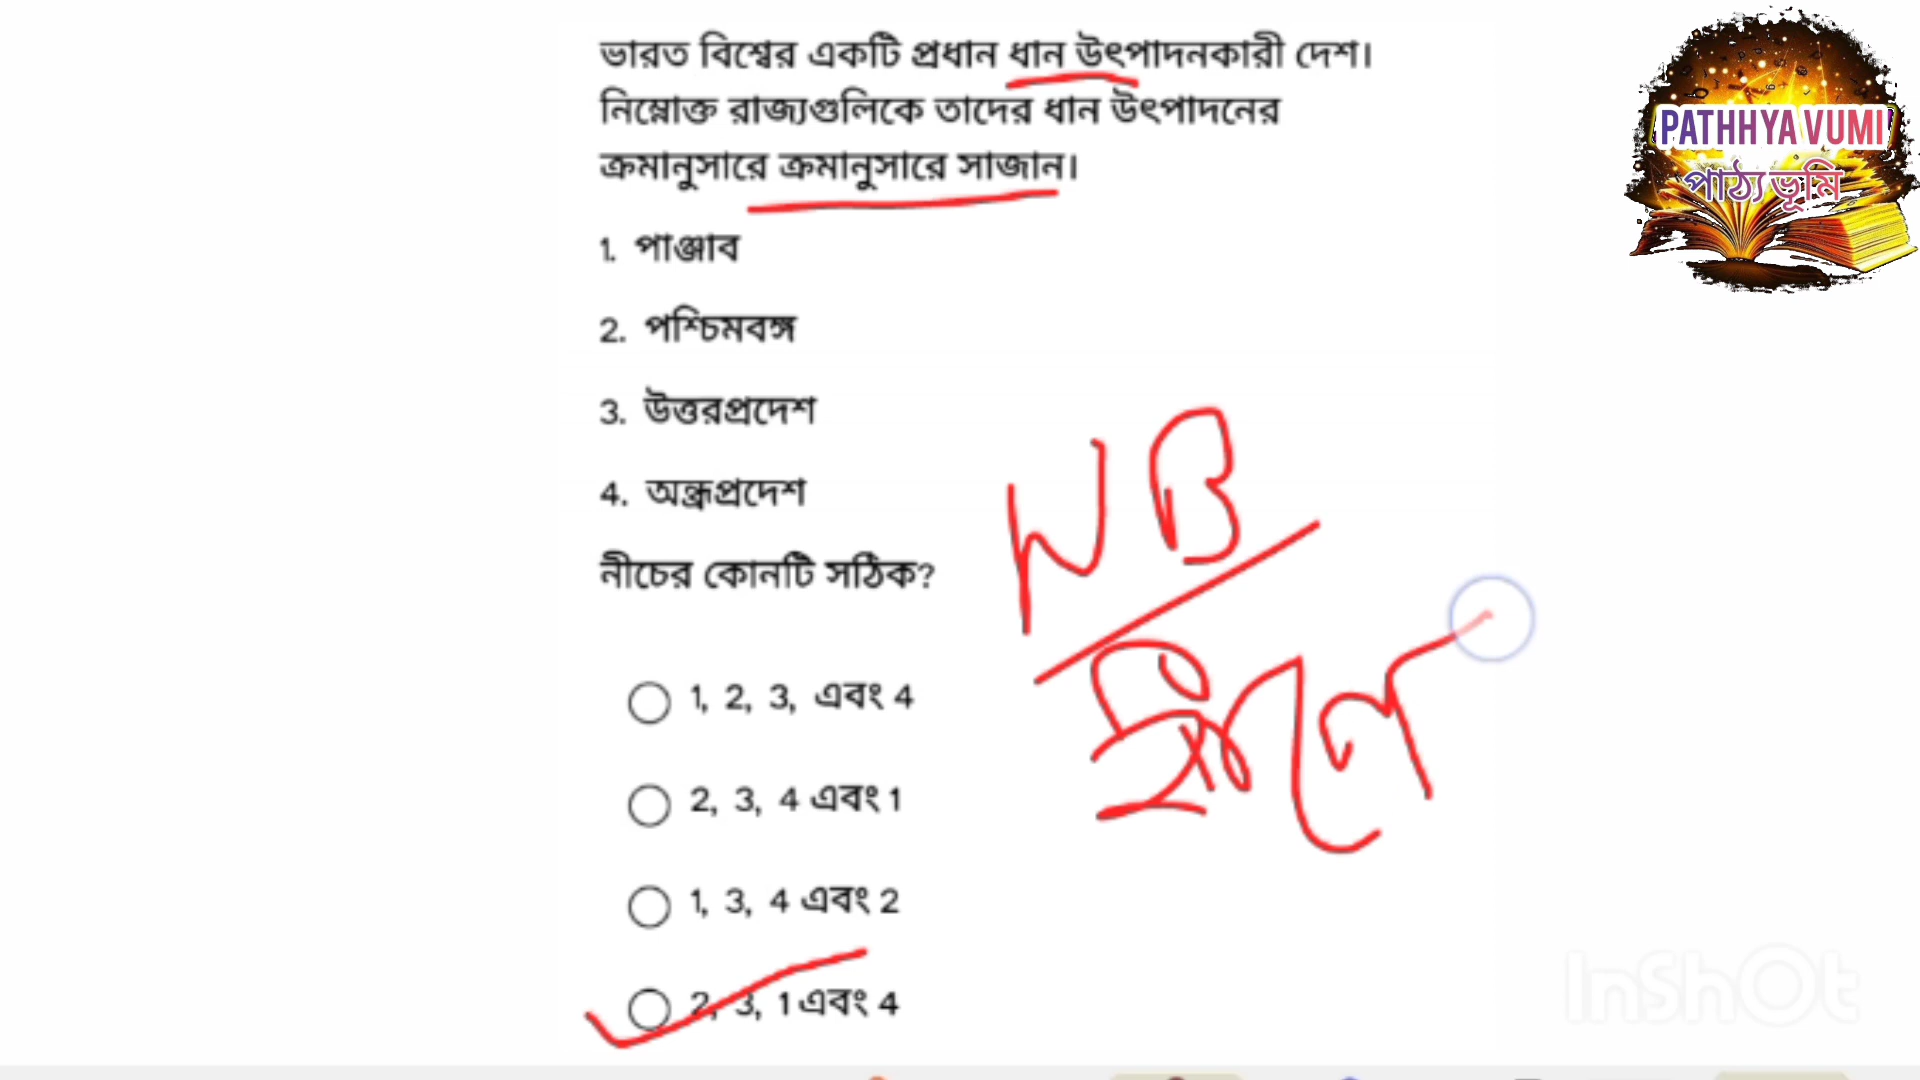 ভারত বিশ্বের একটি প্রধান ধান উৎপাদনকারী দেশ।
নিম্নোক্ত রাজ্যগুলিকে তাদের ধান উৎপাদনের
ক্রমানুসারে ক্রমানুসারে সাজান।
1. পাঞ্জাব
2. পশ্চিমবঙ্গ
3. উত্তরপ্রদেশ
4. অন্ধ্রপ্রদেশ
নীচের কোনটি সঠিক?
1, 2, 3, এবং 4
2, 3, 4 এবং 1
1, 3, 4 এবং 2
2, 3, 1 এবং 4
WB
PATHHYA VUMI
পাঠ্য ভূমি
InShOt